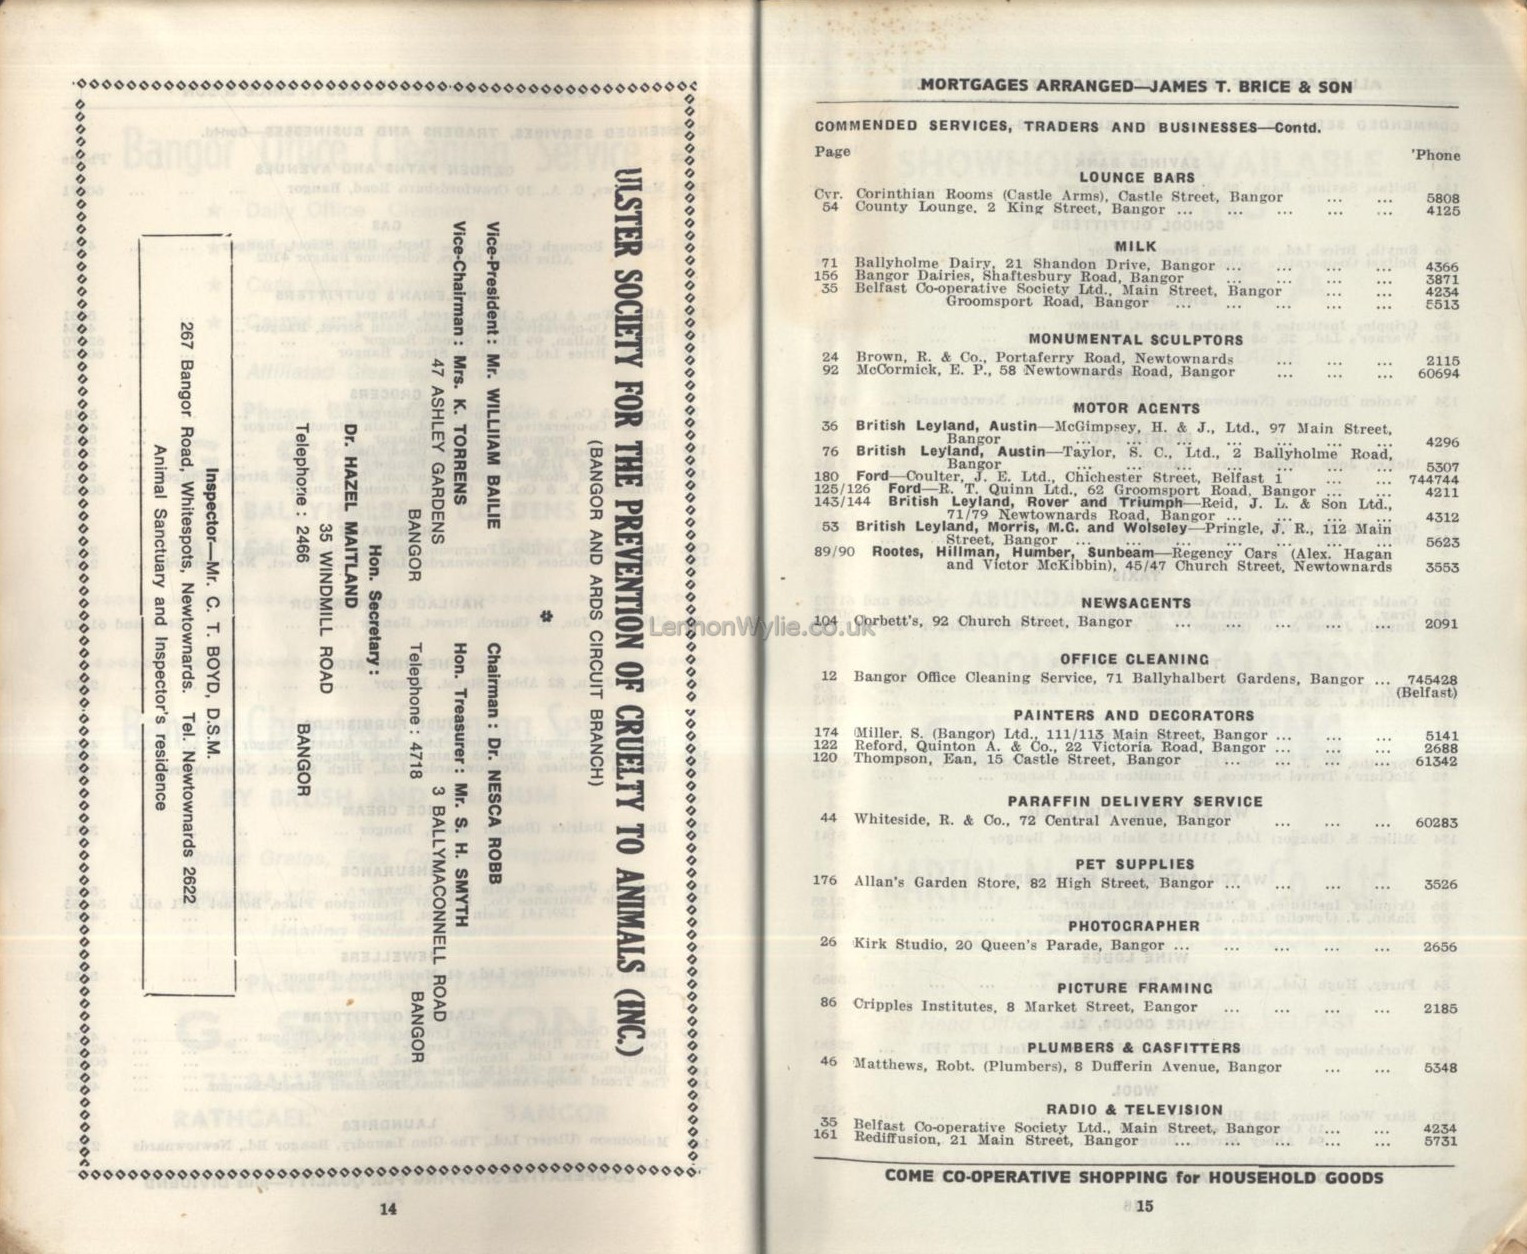 ULSTER SOCIETY FOR THE PREVENTION OF CRUELTY TO ANIMALS (INC.)
(BANGOR AND ARDS CIRCUIT BRANCH)
Vice-President : Mr. WILLIIAM BAILIE
Chairman : Dr. NESCA ROBB
Vice-Chairman : Mrs. K. TORRENS
Hon. Treasurer : Mr. S. H. SMYTH
47 ASHLEY GARDENS
3 BALLYMACONNELL ROAD
BANGOR
Telephone : 4718
BANGOR
Hon. Secretary :
Dr. HAZEL MAITLAND
35 WINDMILL ROAD
Telephone : 2466
BANGOR
Inspector—Mr. C. T. BOYD, D.S.M.
267 Bangor Road, Whitespots, Newtownards. Tel. Newtownards 2622
Animal Sanctuary and Inspector's residence
14
MORTGAGES ARRANGED—JAMES T. BRICE & SON
COMMENDED SERVICES, TRADERS AND BUSINESSES—Contd.
Page 'Phone
LOUNGE BARS
Cvr. Corinthian Rooms (Castle Arms), Castle Street, Bangor ... ... 5808
54 County Lounge, 2 King Street, Bangor ... ... ... ... ... 4125
MILK
71 Ballyholme Dairy, 21 Shandon Drive, Bangor ... ... ... ... 4366
156 Bangor Dairies, Shaftesbury Road, Bangor ... ... ... ... 3871
35 Belfast Co-operative Society Ltd., Main Street, Bangor ... ... 4234
Groomsport Road, Bangor ... ... ... ... ... 5513
MONUMENTAL SCULPTORS
24 Brown, R. & Co., Portaferry Road, Newtownards ... ... ... 2115
92 McCormick, E. P., 58 Newtownards Road, Bangor ... ... ... 60694
MOTOR AGENTS
36 British Leyland, Austin—McGimpsey, H. & J., Ltd., 97 Main Street,
Bangor ... ... ... ... ... ... ... 4296
76 British Leyland, Austin—Taylor, S. C., Ltd., 2 Ballyholme Road,
Bangor ... ... ... ... ... ... ... 5307
180 Ford—Coulter, J. E. Ltd., Chichester Street, Belfast 1 ... ... 744744
125/126 Ford—R. T. Quinn Ltd., 62 Groomsport Road, Bangor ... ... 4211
143/144 British Leyland, Rover and Triumph—Reid, J. L. & Son Ltd.,
71/79 Newtownards Road, Bangor ... ... ... ... 4312
53 British Leyland, Morris, M.G. and Wolseley—Pringle, J. R., 112 Main
Street, Bangor ... ... ... ... ... ... ... 5623
89/90 Rootes, Hillman, Humber, Sunbeam—Regency Cars (Alex. Hagan
and Victor McKibbin), 45/47 Church Street, Newtownards 3553
NEWSAGENTS
104 Corbett's, 92 Church Street, Bangor ... ... ... ... ... 2091
OFFICE CLEANING
12 Bangor Office Cleaning Service, 71 Ballyhalbert Gardens, Bangor ... 745428
(Belfast)
PAINTERS AND DECORATORS
174 Miller, S. (Bangor) Ltd., 111/113 Main Street, Bangor ... ... ... 5141
122 Reford, Quinton A. & Co., 22 Victoria Road, Bangor ... ... ... 2688
120 Thompson, Ean, 15 Castle Street, Bangor ... ... ... ... 61342
PARAFFIN DELIVERY SERVICE
44 Whiteside, R. & Co., 72 Central Avenue, Bangor ... ... ... 60283
PET SUPPLIES
176 Allan's Garden Store, 82 High Street, Bangor ... ... ... ... 3526
PHOTOGRAPHER
26 Kirk Studio, 20 Queen's Parade, Bangor ... ... ... ... ... 2656
PICTURE FRAMING
86 Cripples Institutes, 8 Market Street, Bangor ... ... ... ... 2185
PLUMBERS & GASFITTERS
46 Matthews, Robt. (Plumbers), 8 Dufferin Avenue, Bangor ... ... 5348
RADIO & TELEVISION
35 Belfast Co-operative Society Ltd., Main Street, Bangor ... ... 4234
161 Rediffusion, 21 Main Street, Bangor ... ... ... ... ... 5731
COME CO-OPERATIVE SHOPPING for HOUSEHOLD GOODS
15
LennonWylie.co.uk